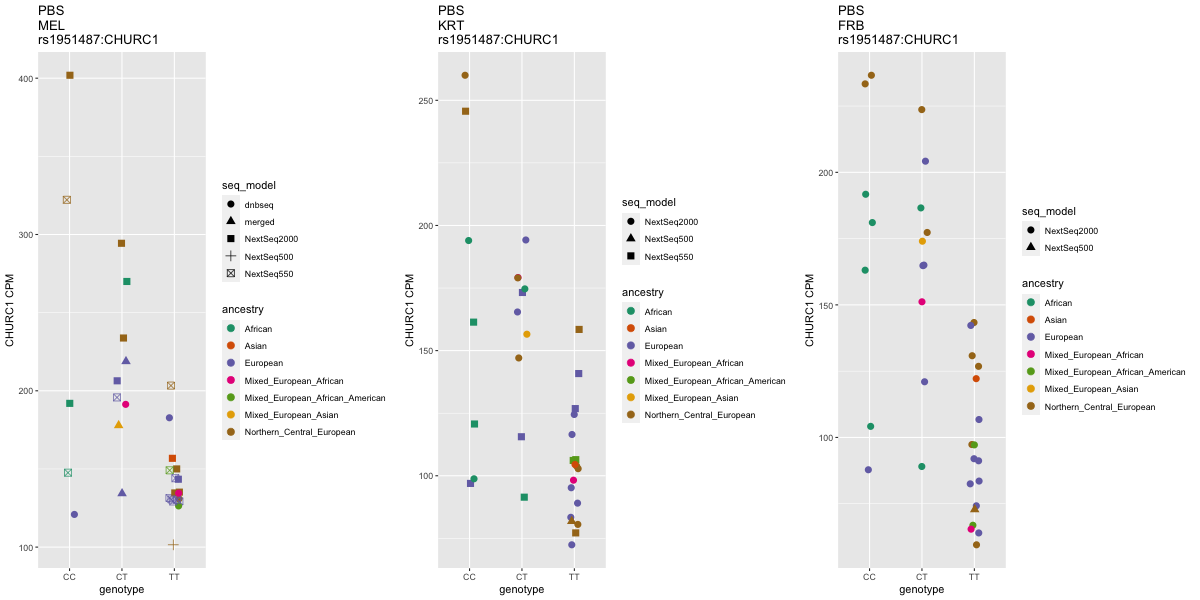 PBS
MEL
rs1951487:CHURC1
CHURC1 CPM
400
300
200
100
CC
CT
TT
genotype
seq_model
dnbseq
merged
NextSeq2000
NextSeq500
NextSeq550
ancestry
African
Asian
European
Mixed_European_African
Mixed_European_African_American
Mixed_European_Asian
Northern_Central_European
PBS
KRT
rs1951487:CHURC1
CHURC1 CPM
250
200
150
100
CC
CT
TT
genotype
seq_model
NextSeq2000
NextSeq500
NextSeq550
ancestry
African
Asian
European
Mixed_European_African
Mixed_European_African_American
Mixed_European_Asian
Northern_Central_European
PBS
FRB
rs1951487:CHURC1
CHURC1 CPM
200
150
100
CC
CT
TT
genotype
seq_model
NextSeq2000
NextSeq500
ancestry
African
Asian
European
Mixed_European_African
Mixed_European_African_American
Mixed_European_Asian
Northern_Central_European